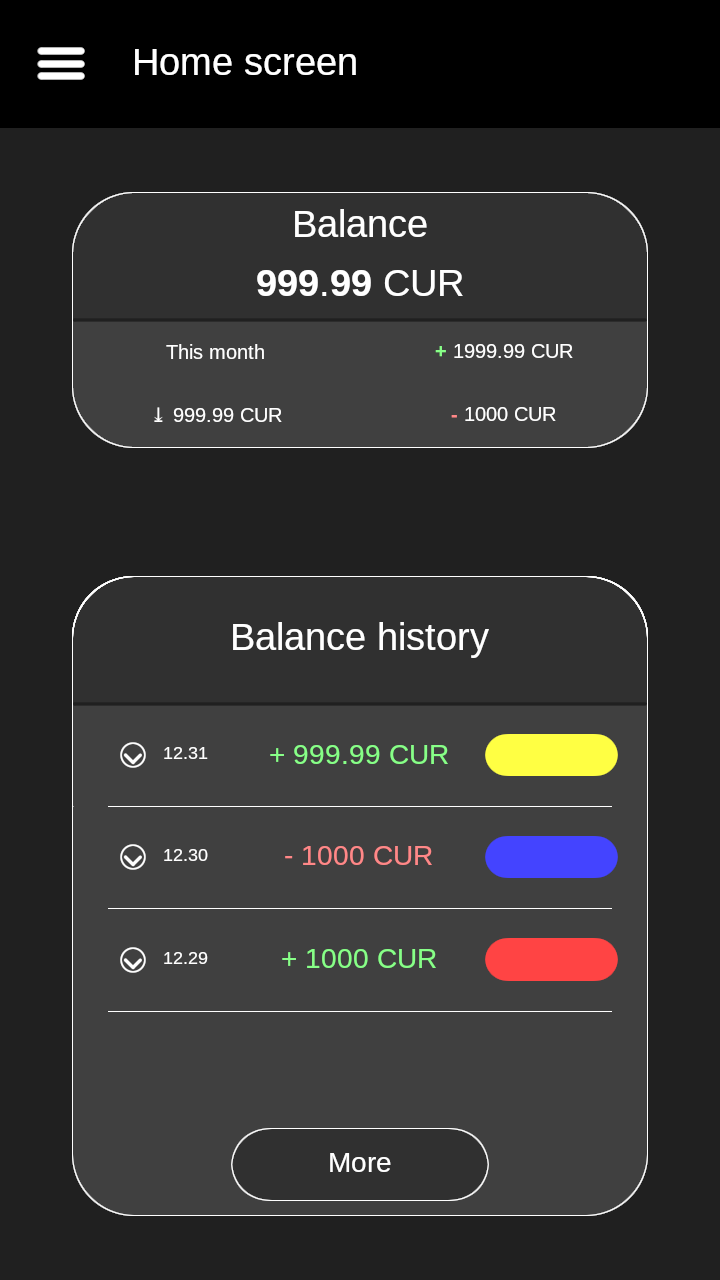 Home screen
Balance
999.99 CUR
This month
+ 1999.99 CUR
⤓ 999.99 CUR
- 1000 CUR
Balance history
12.31 + 999.99 CUR
12.30 - 1000 CUR
12.29 + 1000 CUR
More